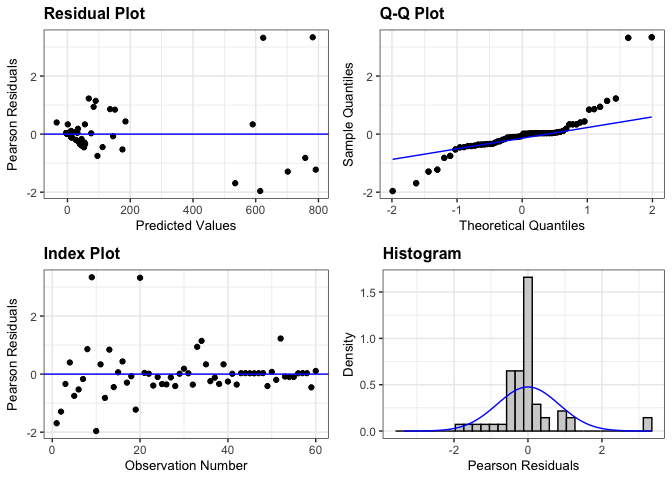 Residual Plot
Pearson Residuals
2
0
-2
0 200 400 600 800
Predicted Values
Q-Q Plot
Sample Quantiles
2
0
-2
-2 -1 0 1 2
Theoretical Quantiles
Index Plot
Pearson Residuals
2
0
-2
0 20 40 60
Observation Number
Histogram
Density
1.5
1.0
0.5
0.0
-2 0 2
Pearson Residuals